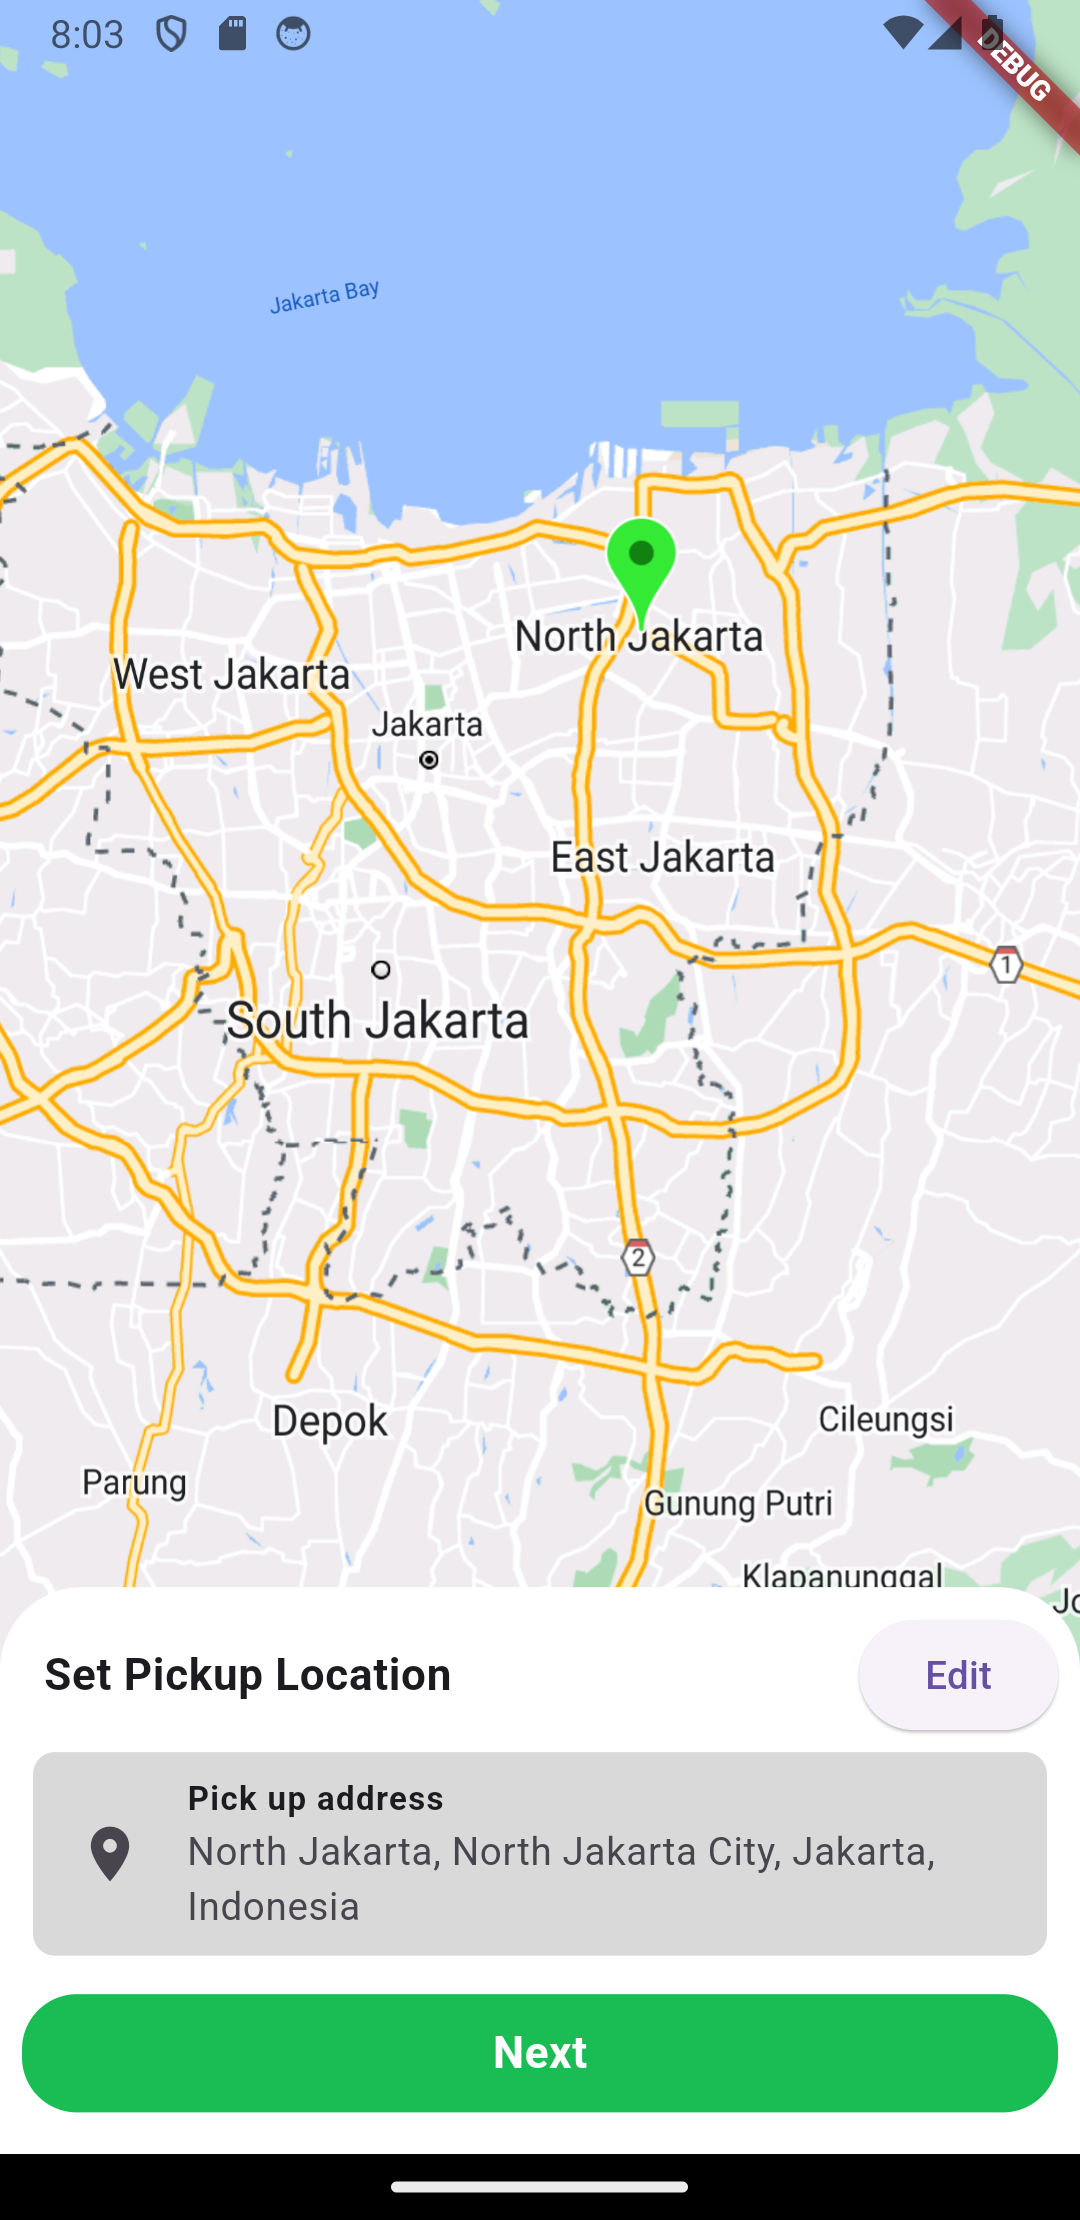 8:03
DEBUG
Jakarta Bay
North Jakarta
West Jakarta
Jakarta
East Jakarta
1
South Jakarta
2
Depok
Cileungsi
Parung
Gunung Putri
Klapanunggal
Jo
Set Pickup Location
Edit
Pick up address
North Jakarta, North Jakarta City, Jakarta,
Indonesia
Next